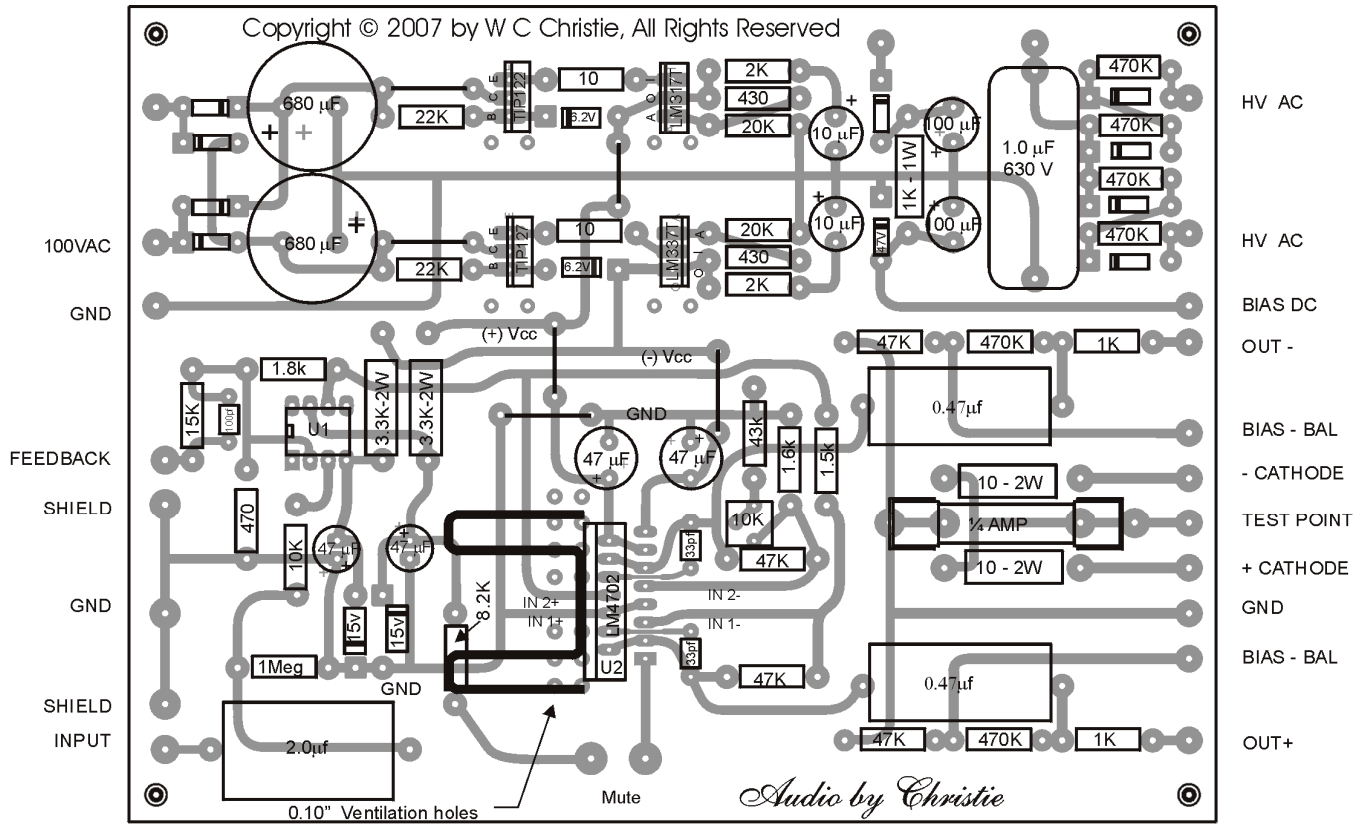 Copyright © 2007 by W C Christie, All Rights Reserved
680 µF
+
+
22K
E
C
B
TIP122
10
6.2V
I
O
A
LM317T
2K
430
20K
+
10 µF
100 µF
+
+
1K - 1W
1.0 µF
630 V
470K
470K
470K
470K
HV AC
HV AC
100VAC
680 µF
22K
E
C
B
TIP127
10
6.2V
LM337T
A
I
O
20K
430
2K
+
10 µF
+
100 µF
47V
GND
BIAS DC
(+) Vcc
(-) Vcc
47K
470K
1K
OUT -
1.8k
15K
100pf
U1
3.3K-2W
3.3K-2W
GND
47 µF
+
47 µF
+
43k
1.6k
1.5k
0.47µf
BIAS - BAL
FEEDBACK
SHIELD
470
10K
47 µF
+
47 µF
+
10K
33pf
47K
10 - 2W
- CATHODE
¼ AMP
TEST POINT
10 - 2W
+ CATHODE
GND
15v
15v
8.2K
IN 2+
IN 1+
LM4702
U2
IN 2-
IN 1-
33pf
47K
GND
1Meg
GND
0.47µf
BIAS - BAL
SHIELD
INPUT
2.0µf
47K
470K
1K
OUT+
0.10" Ventilation holes
Mute
Audio by Christie